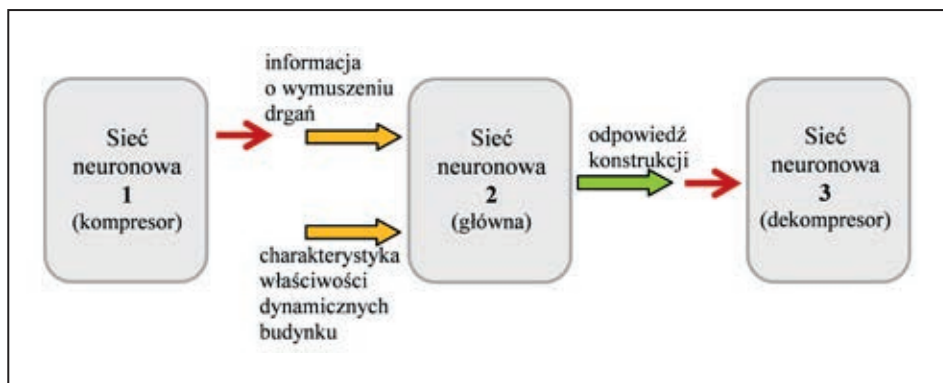 Sieć
neuronowa
1
(kompresor)
informacja
o wymuszeniu
drgań
charakterystyka
właściwości
dynamicznych
budynku
Sieć
neuronowa
2
(główna)
odpowiedź
konstrukcji
Sieć
neuronowa
3
(dekompresor)